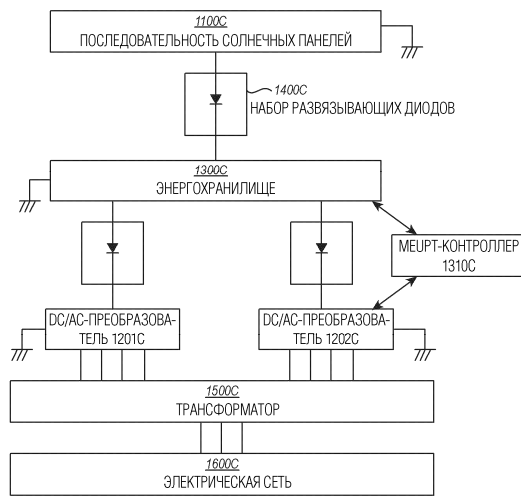 1100C
ПОСЛЕДОВАТЕЛЬНОСТЬ СОЛНЕЧНЫХ ПАНЕЛЕЙ
1400C
НАБОР РАЗВЯЗЫВАЮЩИХ ДИОДОВ
1300C
ЭНЕРГОХРАНИЛИЩЕ
MEUPT-КОНТРОЛЛЕР
1310C
DC/AC-ПРЕОБРАЗОВА-
ТЕЛЬ 1201C
DC/AC-ПРЕОБРАЗОВА-
ТЕЛЬ 1202C
1500C
ТРАНСФОРМАТОР
1600C
ЭЛЕКТРИЧЕСКАЯ СЕТЬ